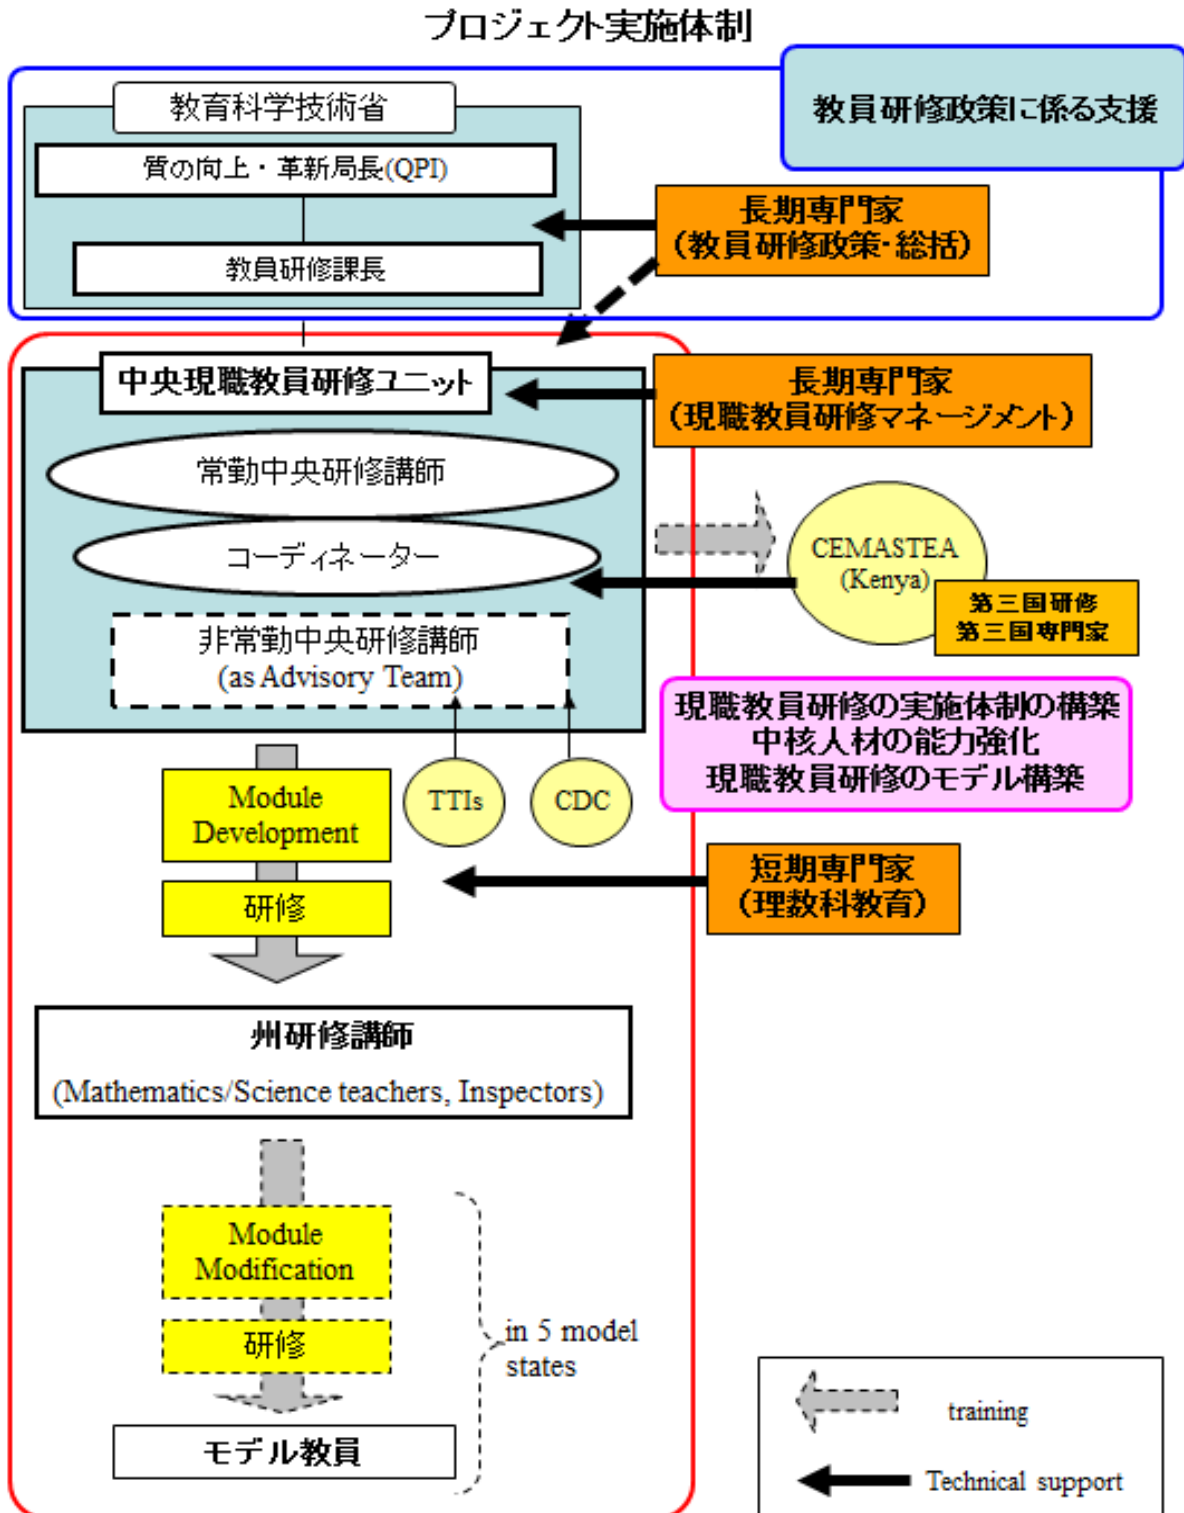 プロジェクト実施体制
教員研修政策に係る支援
教育科学技術省
質の向上・革新局長(QPI)
教員研修課長
長期専門家
（教員研修政策・総括）
中央現職教員研修ユニット
長期専門家
（現職教員研修マネージメント）
常勤中央研修講師
コーディネーター
非常勤中央研修講師
(as Advisory Team)
CEMASTEA
(Kenya)
第三国研修
第三国専門家
現職教員研修の実施体制の構築
中核人材の能力強化
現職教員研修のモデル構築
TTIs
CDC
Module
Development
研修
短期専門家
（理数科教育）
州研修講師
(Mathematics/Science teachers, Inspectors)
Module
Modification
研修
in 5 model
states
モデル教員
training
Technical support